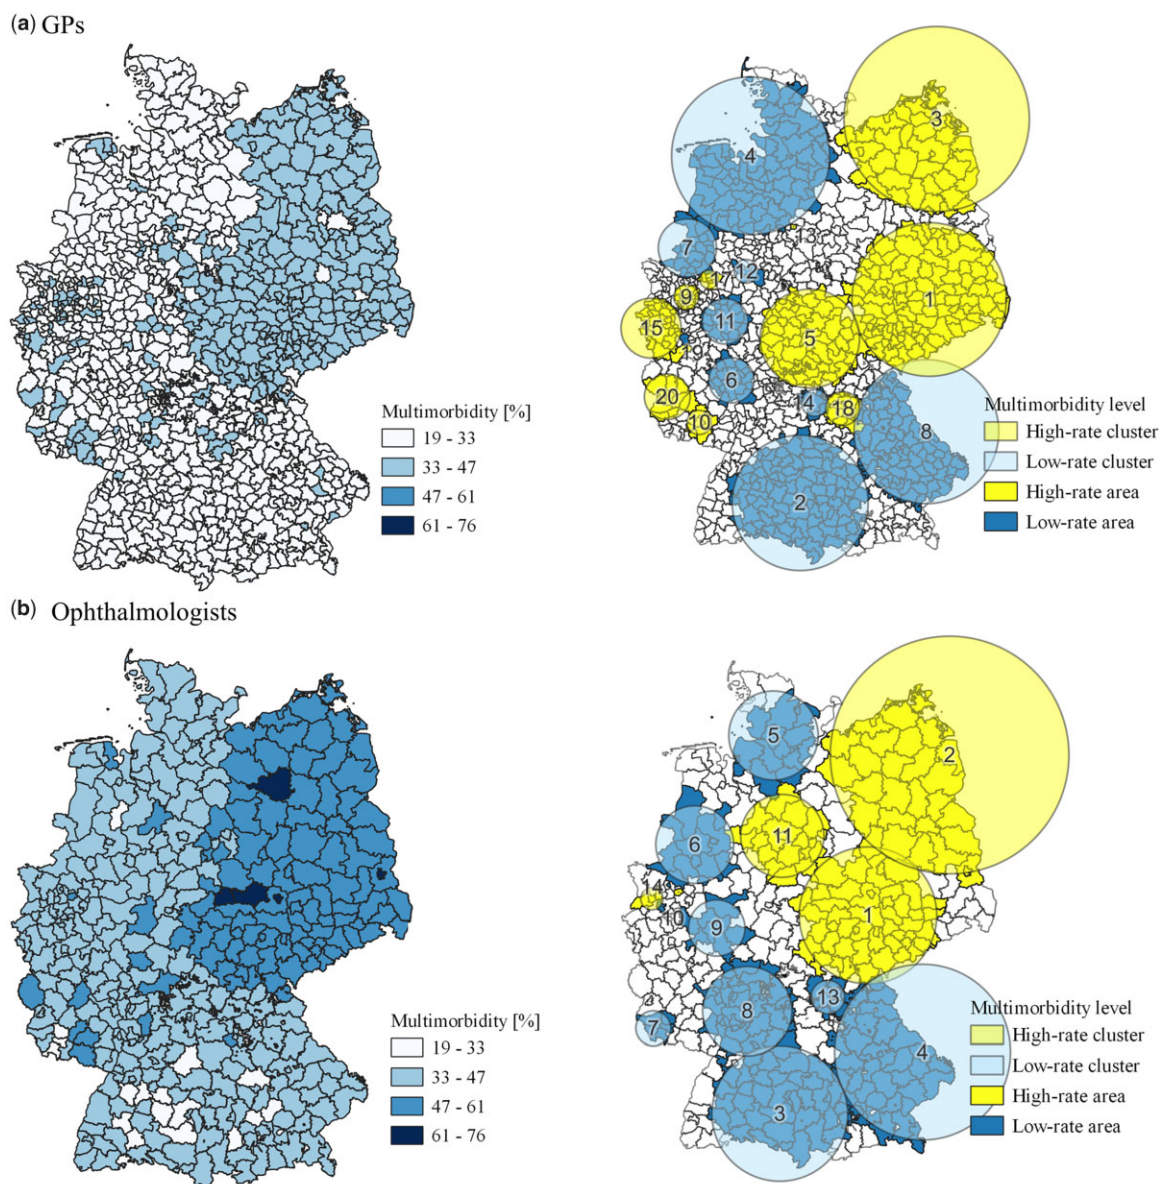 (a) GPs
Multimorbidity [%]
19 - 33
33 - 47
47 - 61
61 - 76
3
4
7
12
1
9
15
11
5
6
14
20
10
18
8
2
Multimorbidity level
High-rate cluster
Low-rate cluster
High-rate area
Low-rate area
(b) Ophthalmologists
Multimorbidity [%]
19 - 33
33 - 47
47 - 61
61 - 76
2
5
11
6
14
10
1
9
13
8
7
4
3
Multimorbidity level
High-rate cluster
Low-rate cluster
High-rate area
Low-rate area